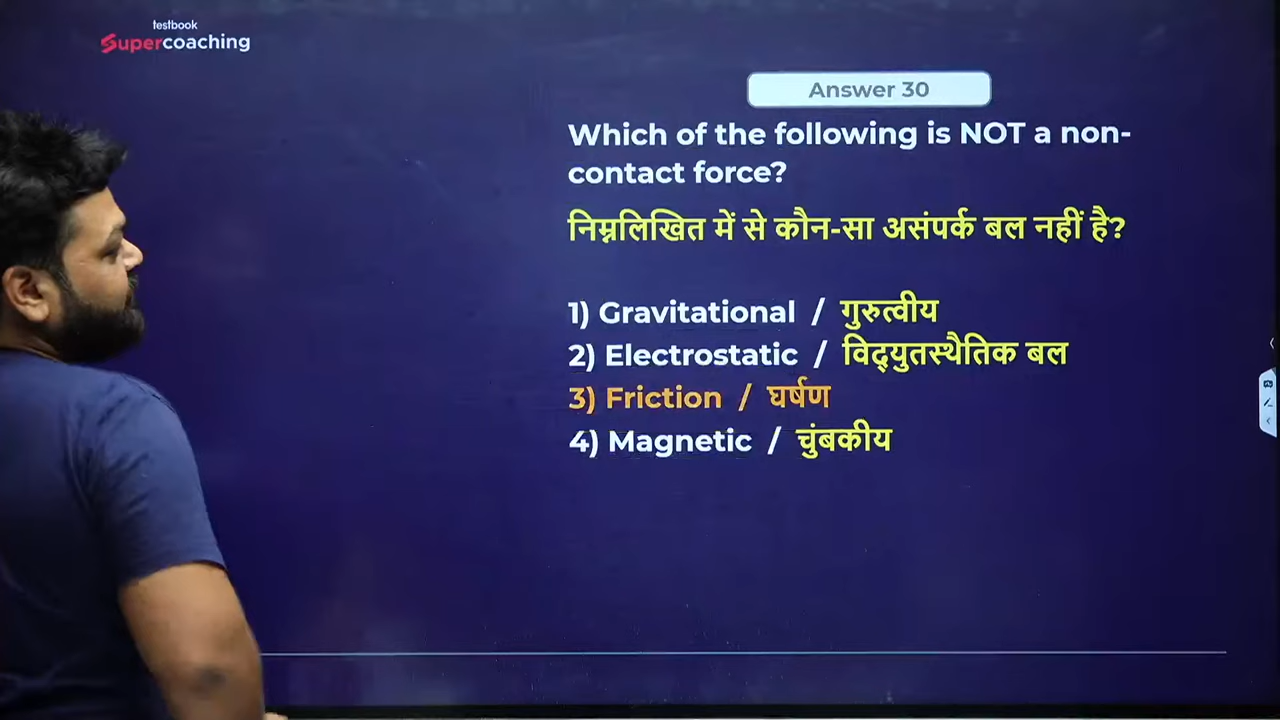 testbook
Supercoaching
Answer 30
Which of the following is NOT a non-
contact force?
निम्नलिखित में से कौन-सा असंपर्क बल नहीं है?
1) Gravitational / गुरुत्वीय
2) Electrostatic / विद्युतस्थैतिक बल
3) Friction / घर्षण
4) Magnetic / चुंबकीय